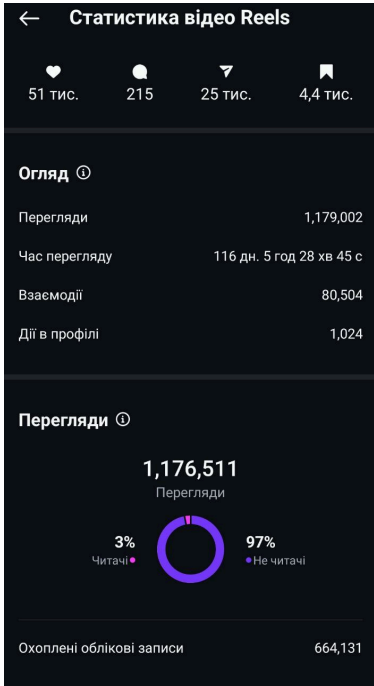 ← Статистика відео Reels
51 тис. 215 25 тис. 4,4 тис.
Огляд
Перегляди 1,179,002
Час перегляду 116 дн. 5 год 28 хв 45 с
Взаємодії 80,504
Дії в профілі 1,024
Перегляди
1,176,511
Перегляди
3% 97%
Читачі Не читачі
Охоплені облікові записи 664,131